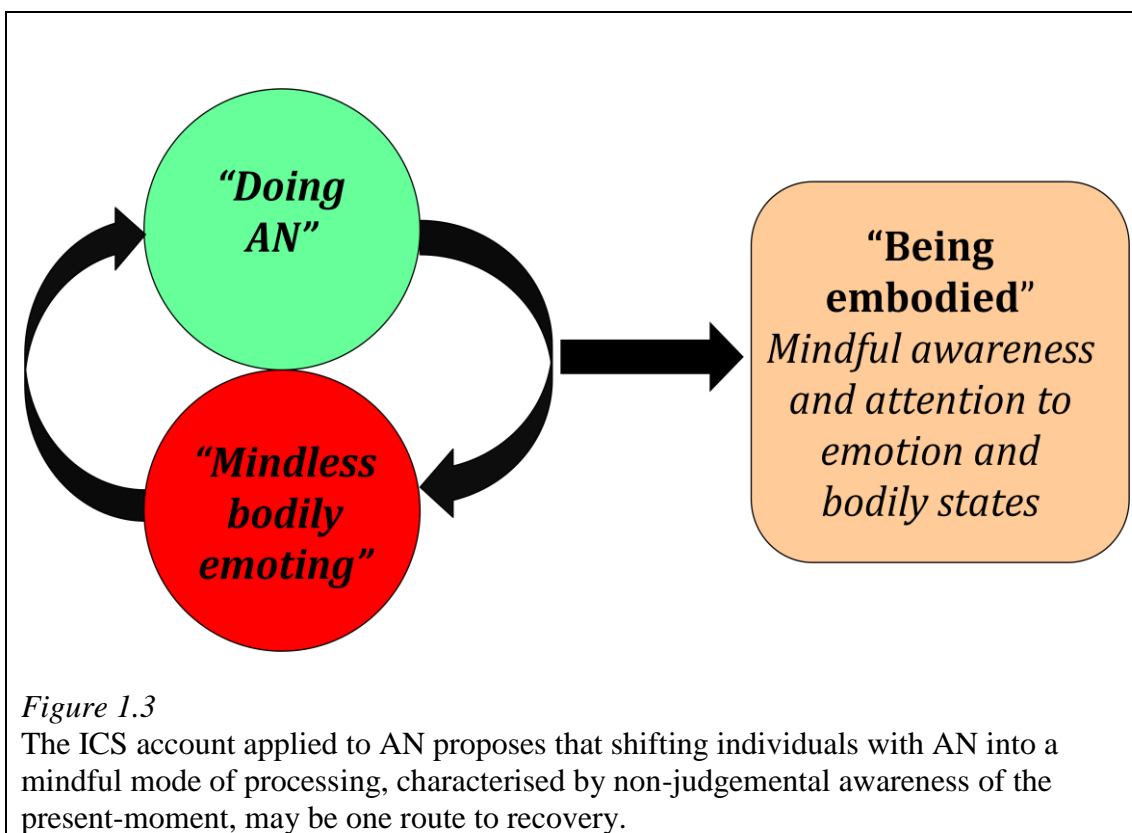 “Doing
AN”
“Mindless
bodily
emoting”
“Being
embodied”
Mindful awareness
and attention to
emotion and
bodily states
Figure 1.3
The ICS account applied to AN proposes that shifting individuals with AN into a
mindful mode of processing, characterised by non-judgemental awareness of the
present-moment, may be one route to recovery.